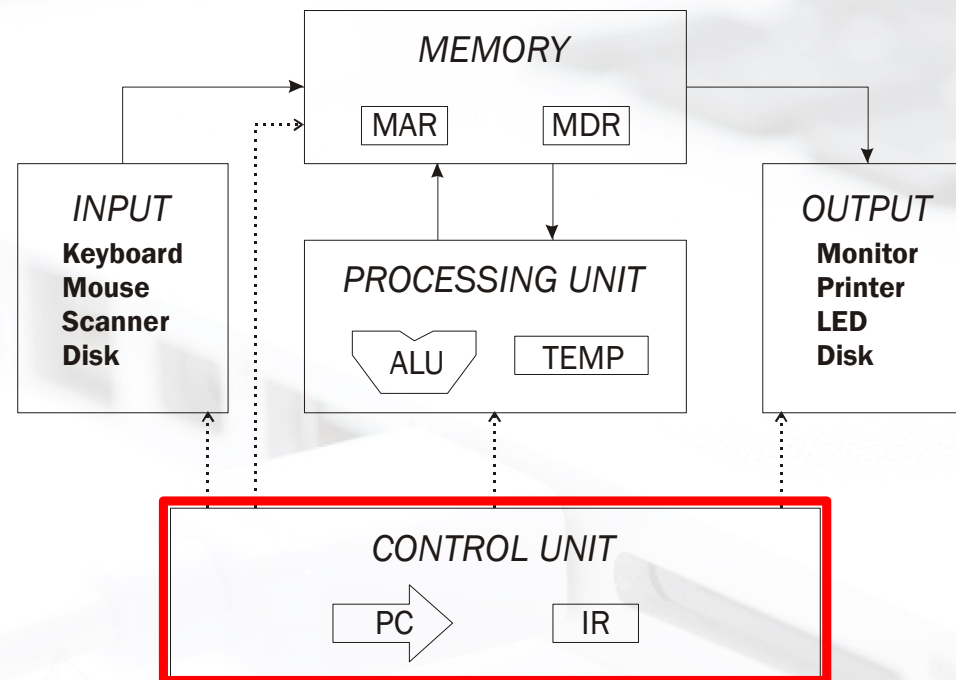 MEMORY
MAR
MDR
INPUT
Keyboard
Mouse
Scanner
Disk
PROCESSING UNIT
ALU
TEMP
OUTPUT
Monitor
Printer
LED
Disk
CONTROL UNIT
PC
IR